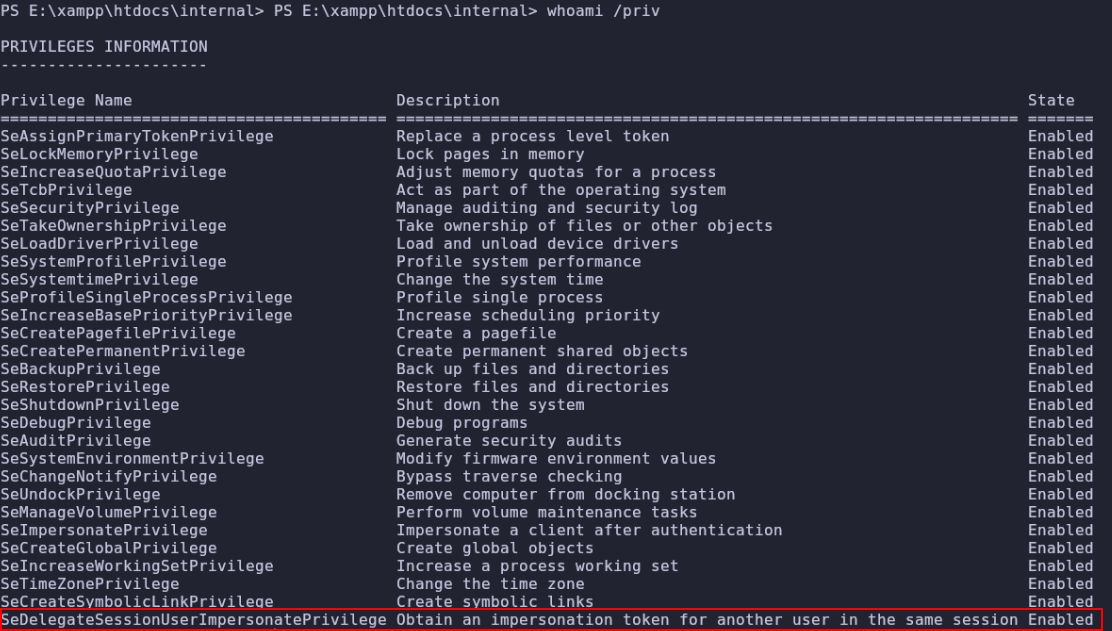 PS E:\xampp\htdocs\internal> PS E:\xampp\htdocs\internal> whoami /priv
PRIVILEGES INFORMATION
----------------------
Privilege Name Description State
========================================= ================================================================== =======
SeAssignPrimaryTokenPrivilege Replace a process level token Enabled
SeLockMemoryPrivilege Lock pages in memory Enabled
SeIncreaseQuotaPrivilege Adjust memory quotas for a process Enabled
SeTcbPrivilege Act as part of the operating system Enabled
SeSecurityPrivilege Manage auditing and security log Enabled
SeTakeOwnershipPrivilege Take ownership of files or other objects Enabled
SeLoadDriverPrivilege Load and unload device drivers Enabled
SeSystemProfilePrivilege Profile system performance Enabled
SeSystemtimePrivilege Change the system time Enabled
SeProfileSingleProcessPrivilege Profile single process Enabled
SeIncreaseBasePriorityPrivilege Increase scheduling priority Enabled
SeCreatePagefilePrivilege Create a pagefile Enabled
SeCreatePermanentPrivilege Create permanent shared objects Enabled
SeBackupPrivilege Back up files and directories Enabled
SeRestorePrivilege Restore files and directories Enabled
SeShutdownPrivilege Shut down the system Enabled
SeDebugPrivilege Debug programs Enabled
SeAuditPrivilege Generate security audits Enabled
SeSystemEnvironmentPrivilege Modify firmware environment values Enabled
SeChangeNotifyPrivilege Bypass traverse checking Enabled
SeUndockPrivilege Remove computer from docking station Enabled
SeManageVolumePrivilege Perform volume maintenance tasks Enabled
SeImpersonatePrivilege Impersonate a client after authentication Enabled
SeCreateGlobalPrivilege Create global objects Enabled
SeIncreaseWorkingSetPrivilege Increase a process working set Enabled
SeTimeZonePrivilege Change the time zone Enabled
SeCreateSymbolicLinkPrivilege Create symbolic links Enabled
SeDelegateSessionUserImpersonatePrivilege Obtain an impersonation token for another user in the same session Enabled